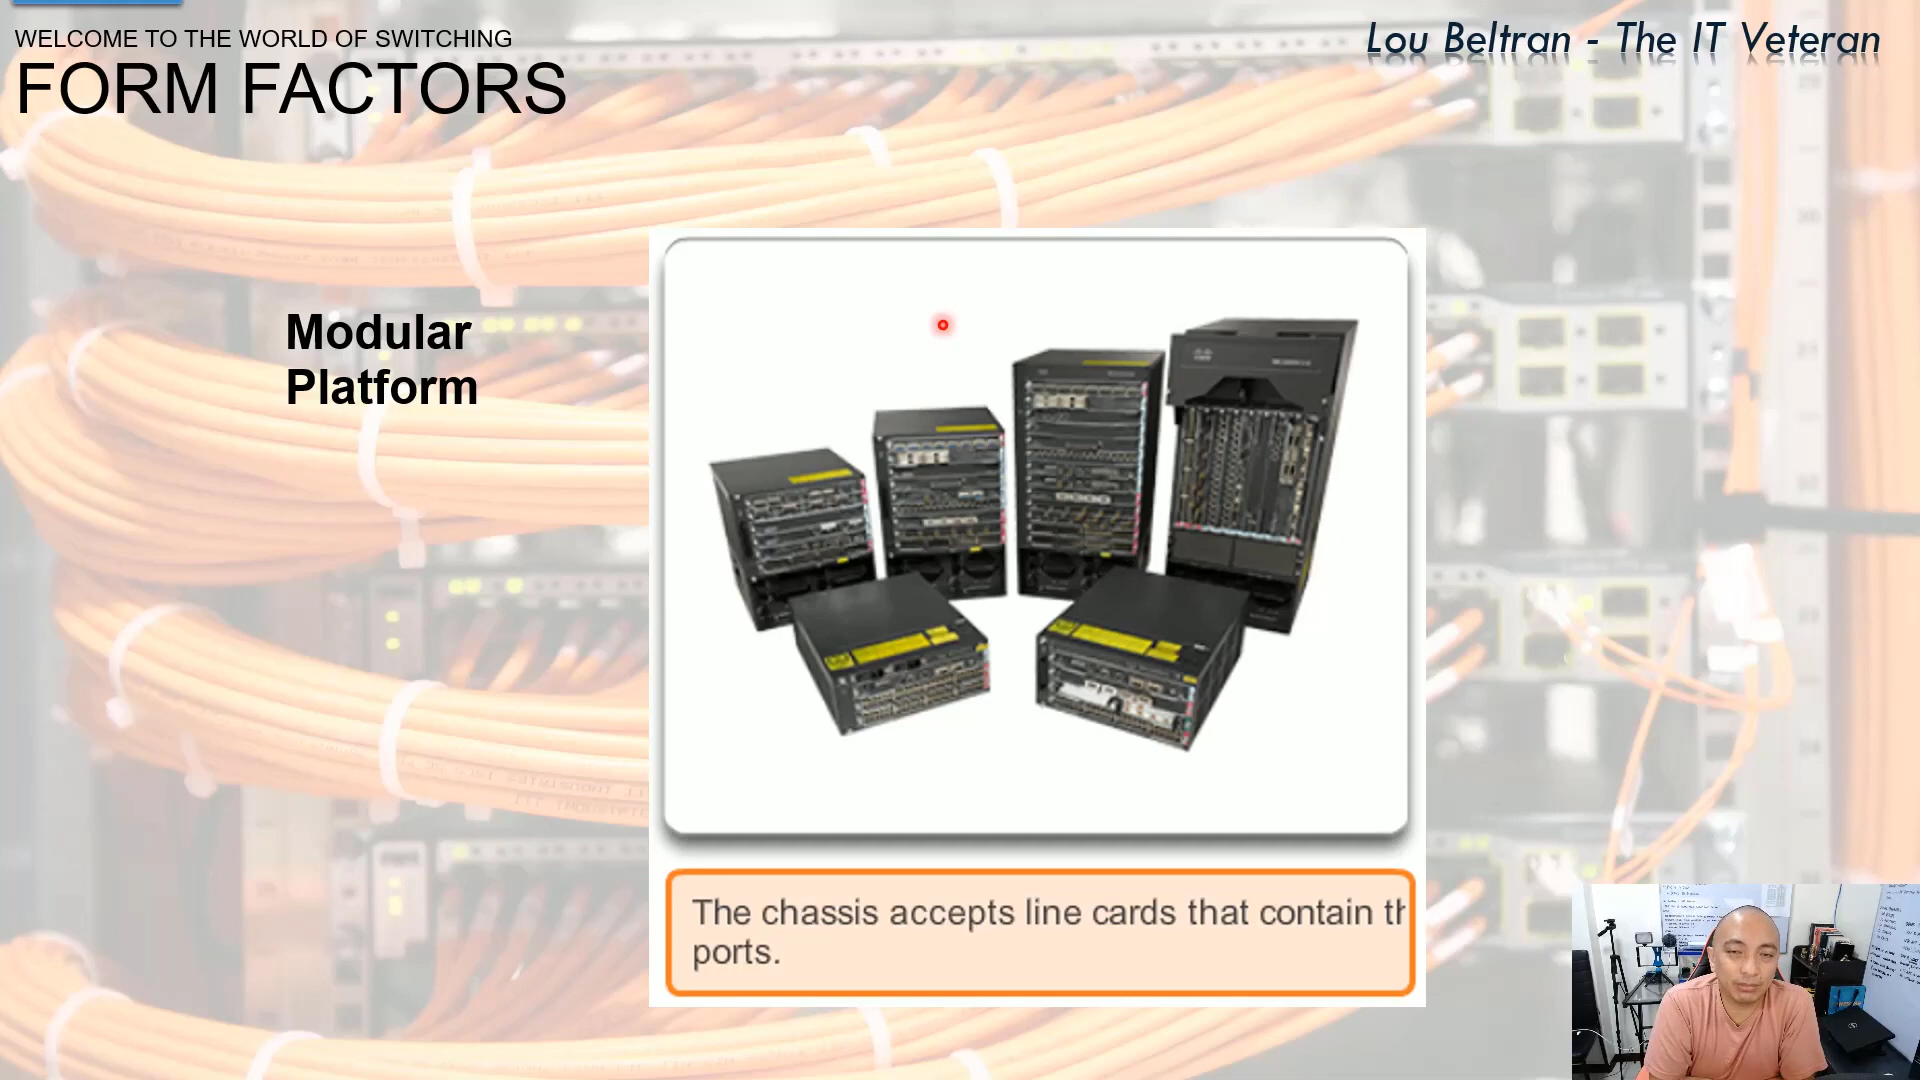 WELCOME TO THE WORLD OF SWITCHING
FORM FACTORS
Lou Beltran - The IT Veteran
Modular
Platform
The chassis accepts line cards that contain th
ports.